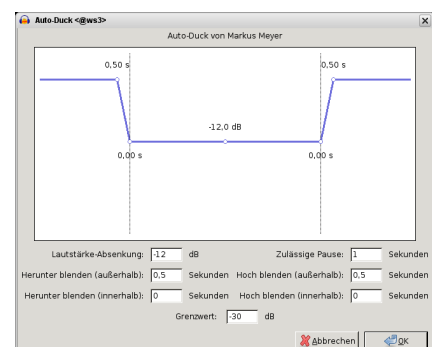 Auto-Duck <@ws3>
Auto-Duck von Markus Meyer
0,50 s 0,50 s
-12,0 dB
0,00 s 0,00 s
Lautstärke-Absenkung: -12 dB Zulässige Pause: 1 Sekunden
Herunter blenden (außerhalb): 0,5 Sekunden Hoch blenden (außerhalb): 0,5 Sekunden
Herunter blenden (innerhalb): 0 Sekunden Hoch blenden (innerhalb): 0 Sekunden
Grenzwert: -30 dB
Abbrechen OK